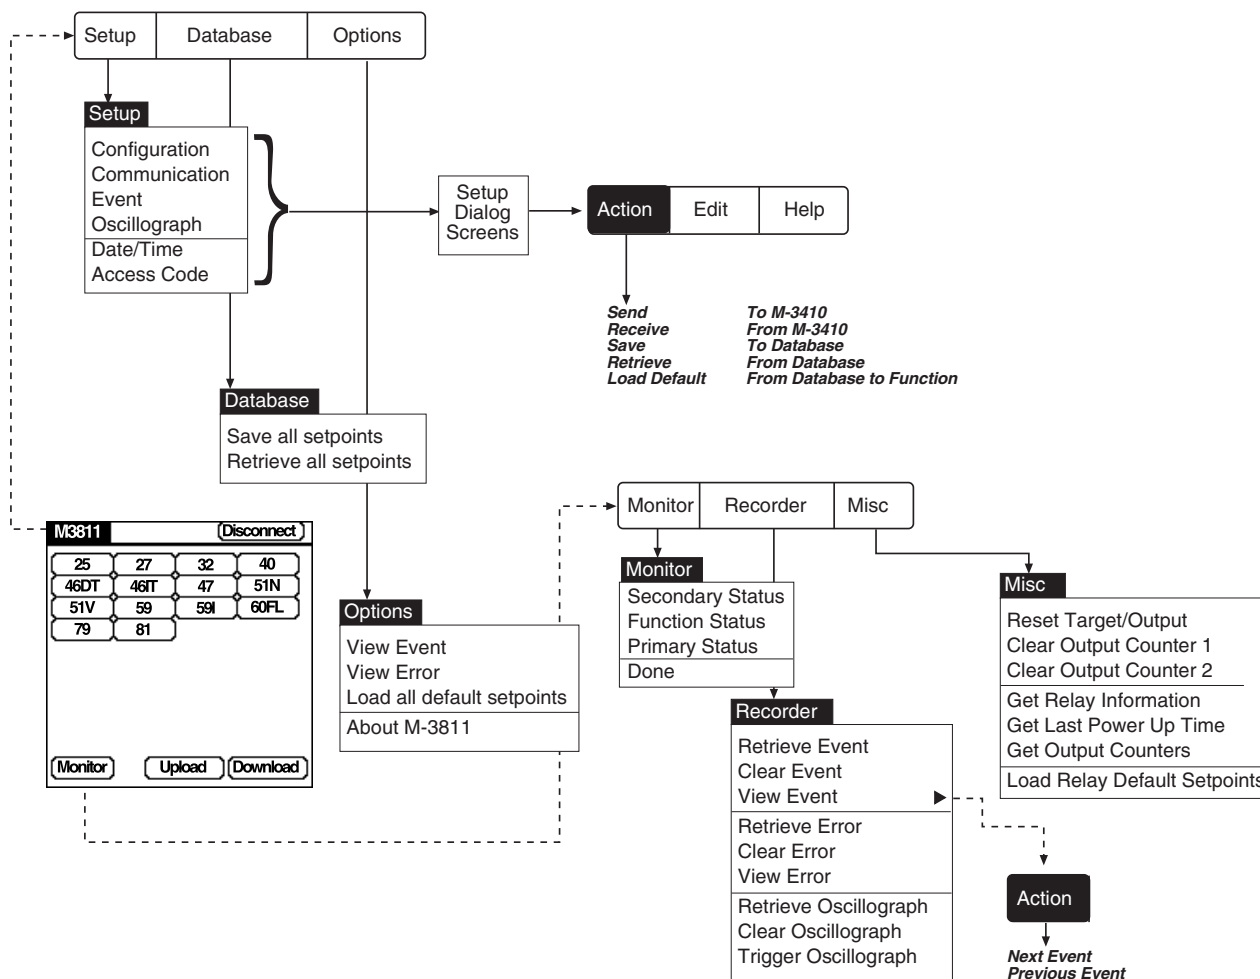 Setup Database Options
Setup
Configuration
Communication
Event
Oscillograph
Date/Time
Access Code
Setup
Dialog
Screens
Action Edit Help
Send To M-3410
Receive From M-3410
Save To Database
Retrieve From Database
Load Default From Database to Function
Database
Save all setpoints
Retrieve all setpoints
M3811 Disconnect
25 27 32 40
46DT 46IT 47 51N
51V 59 59I 60FL
79 81
Monitor Upload Download
Options
View Event
View Error
Load all default setpoints
About M-3811
Monitor Recorder Misc
Monitor
Secondary Status
Function Status
Primary Status
Done
Recorder
Retrieve Event
Clear Event
View Event
Retrieve Error
Clear Error
View Error
Retrieve Oscillograph
Clear Oscillograph
Trigger Oscillograph
Misc
Reset Target/Output
Clear Output Counter 1
Clear Output Counter 2
Get Relay Information
Get Last Power Up Time
Get Output Counters
Load Relay Default Setpoints
Action
Next Event
Previous Event